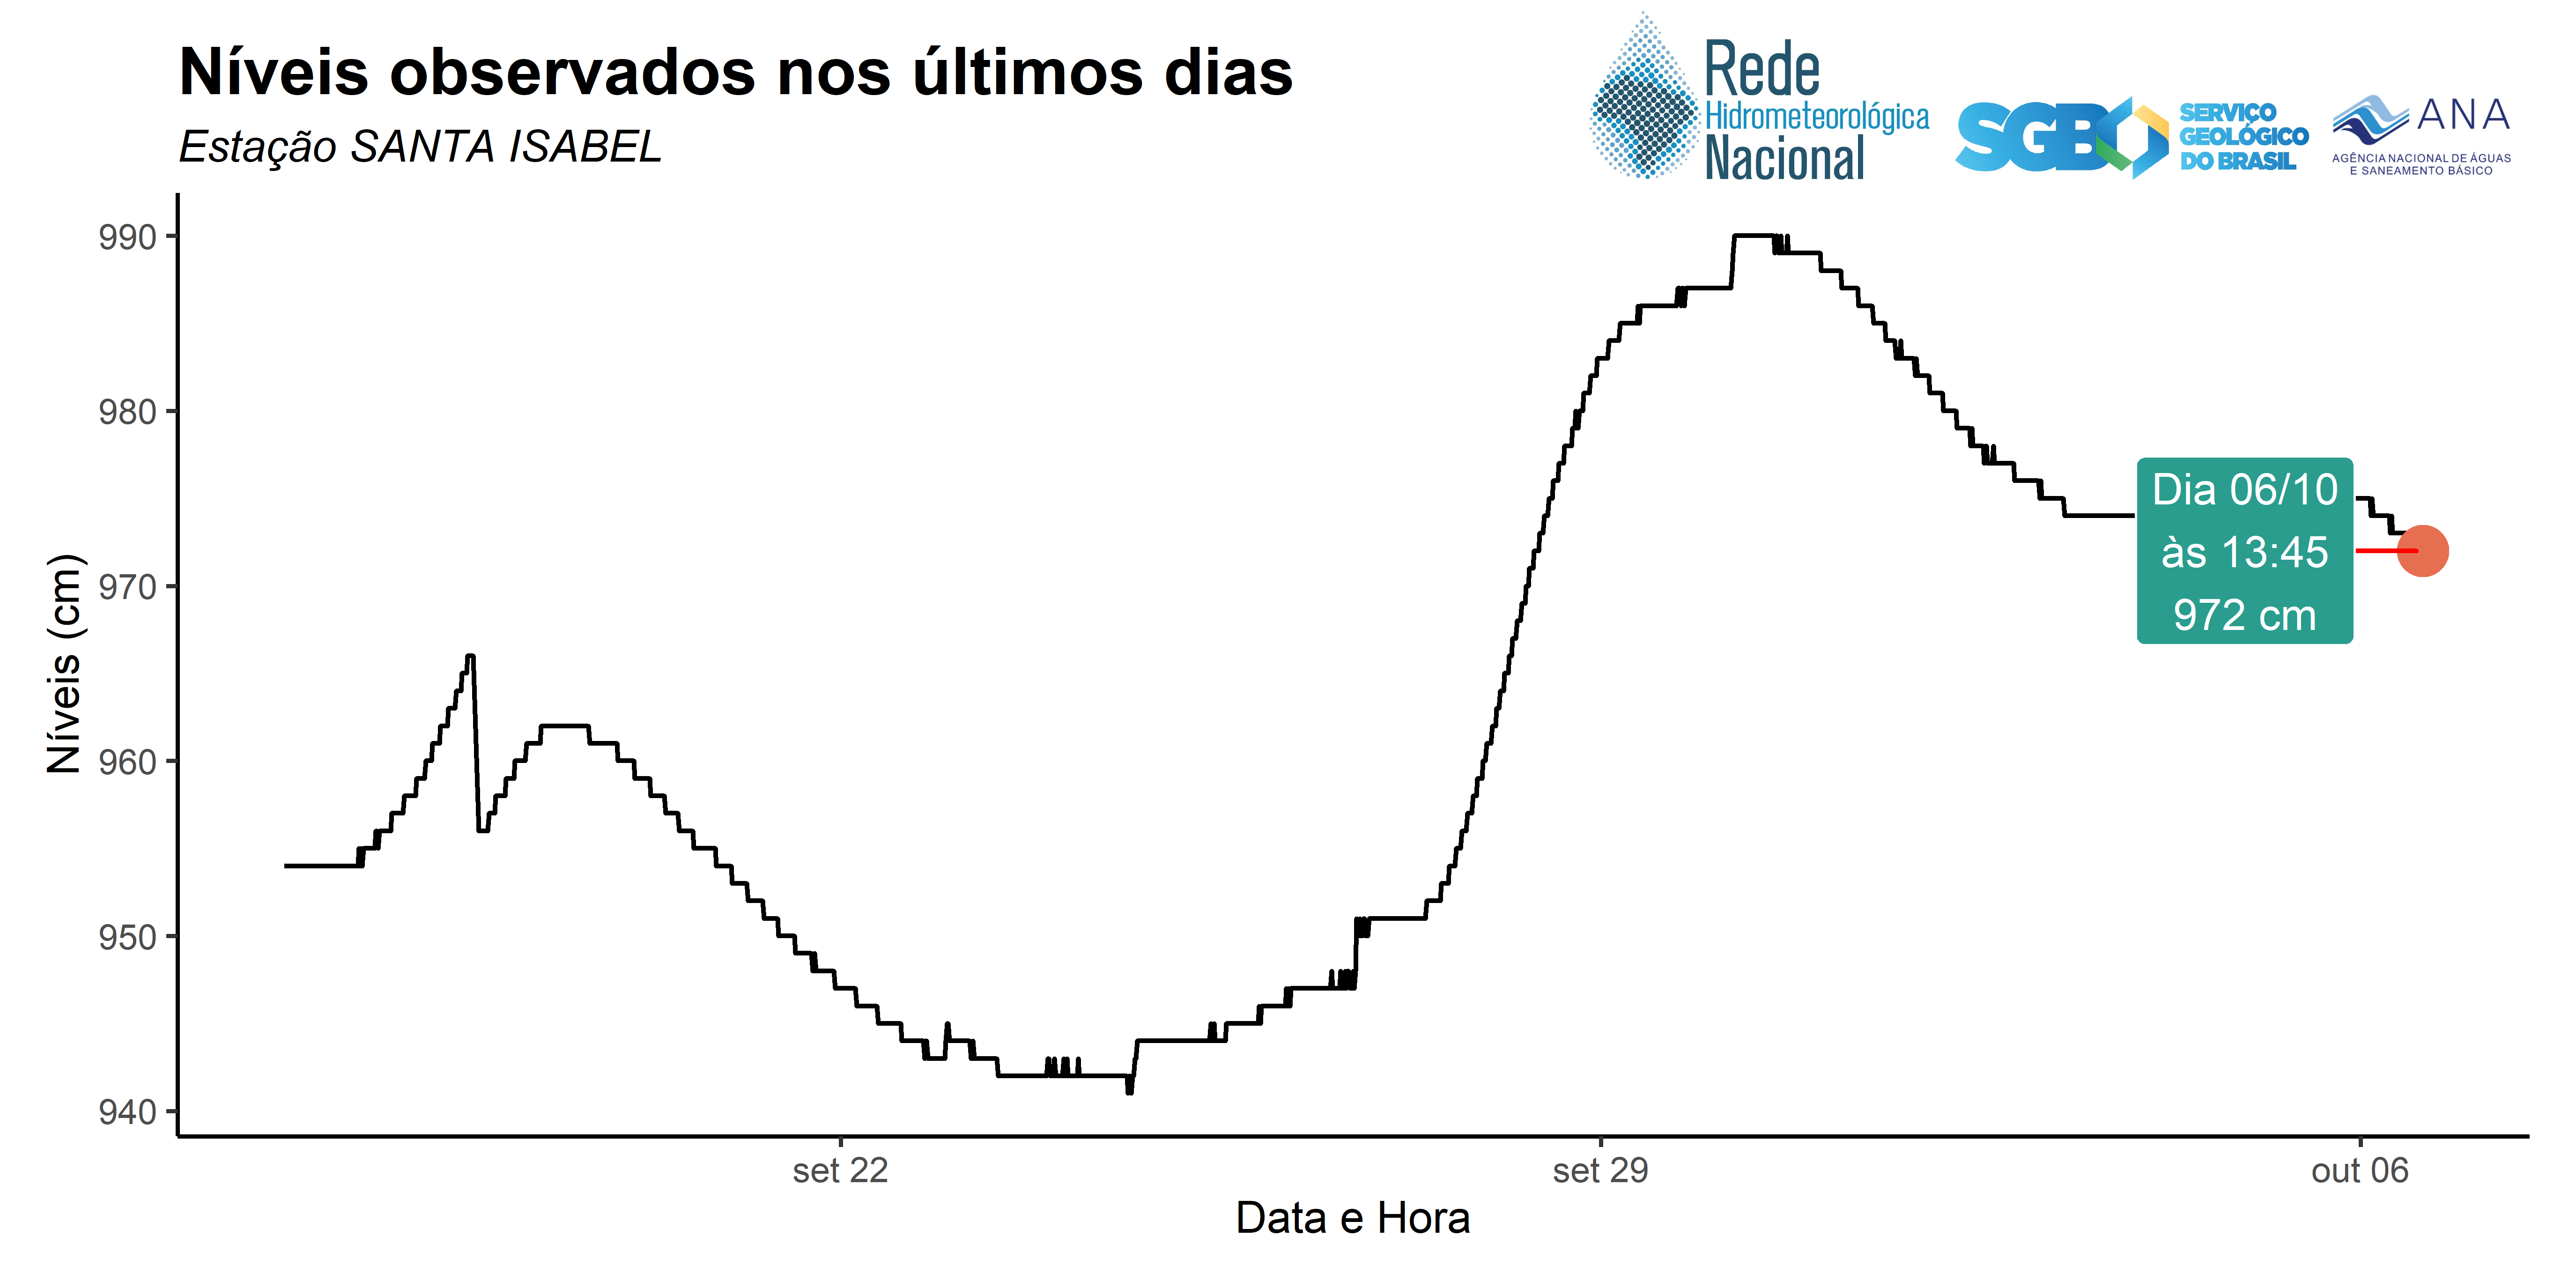 Níveis observados nos últimos dias
Estação SANTA ISABEL
Rede
Hidrometeorológica
Nacional
SGB
SERVIÇO
GEOLÓGICO
DO BRASIL
ANA
AGÊNCIA NACIONAL DE ÁGUAS
E SANEAMENTO BÁSICO
Níveis (cm)
990
980
970
960
950
940
Dia 06/10
às 13:45
972 cm
set 22
set 29
out 06
Data e Hora